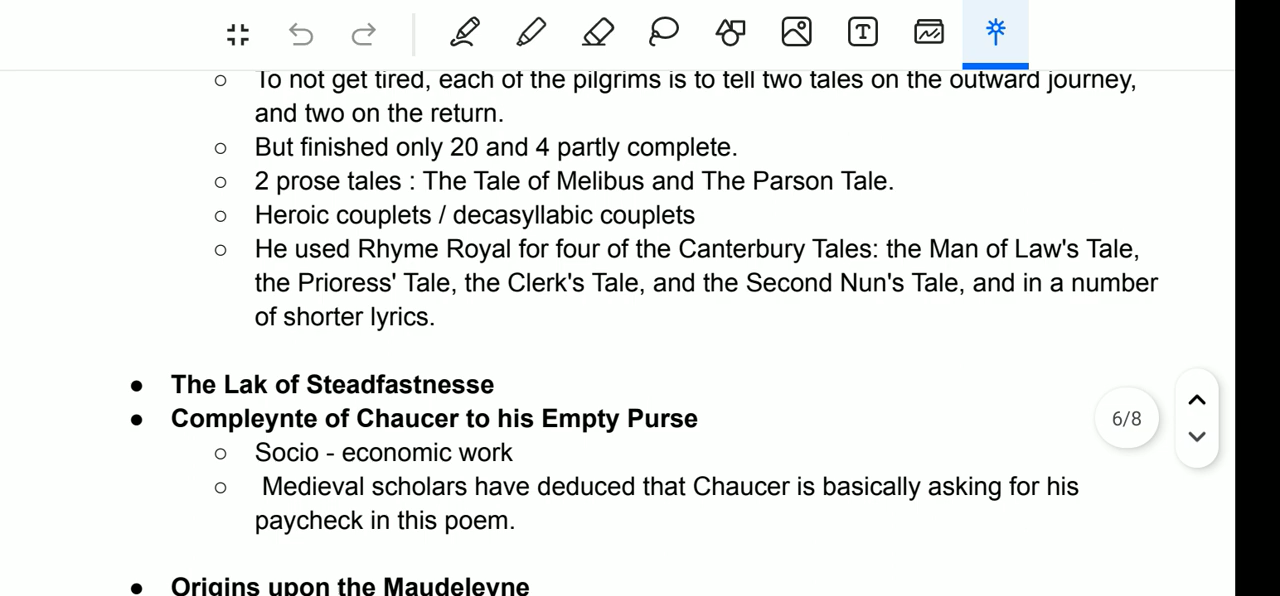 T
○ To not get tired, each of the pilgrims is to tell two tales on the outward journey,
and two on the return.
○ But finished only 20 and 4 partly complete.
○ 2 prose tales : The Tale of Melibus and The Parson Tale.
○ Heroic couplets / decasyllabic couplets
○ He used Rhyme Royal for four of the Canterbury Tales: the Man of Law's Tale,
the Prioress' Tale, the Clerk's Tale, and the Second Nun's Tale, and in a number
of shorter lyrics.
● The Lak of Steadfastnesse
● Compleynte of Chaucer to his Empty Purse
6/8
○ Socio - economic work
○ Medieval scholars have deduced that Chaucer is basically asking for his
paycheck in this poem.
● Origins upon the Maudeleyne